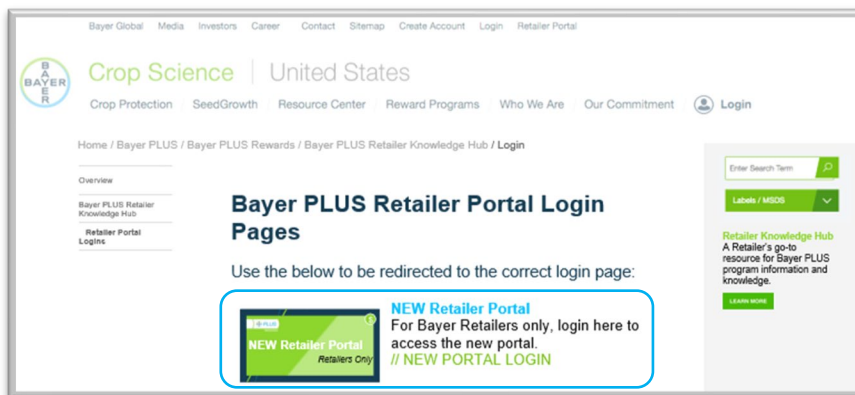 Bayer Global Media Investors Career Contact Sitemap Create Account Login Retailer Portal
BAYER
BAYER
Crop Science United States
Crop Protection SeedGrowth Resource Center Reward Programs Who We Are Our Commitment Login
Home / Bayer PLUS / Bayer PLUS Rewards / Bayer PLUS Retailer Knowledge Hub / Login
Overview
Bayer PLUS Retailer
Knowledge Hub
Retailer Portal
Logins
Bayer PLUS Retailer Portal Login
Pages
Use the below to be redirected to the correct login page:
PLUS
NEW Retailer Portal
Retailers Only
NEW Retailer Portal
For Bayer Retailers only, login here to
access the new portal.
// NEW PORTAL LOGIN
Enter Search Term
Labels / MSDS
Retailer Knowledge Hub
A Retailer's go-to
resource for Bayer PLUS
program information and
knowledge.
LEARN MORE